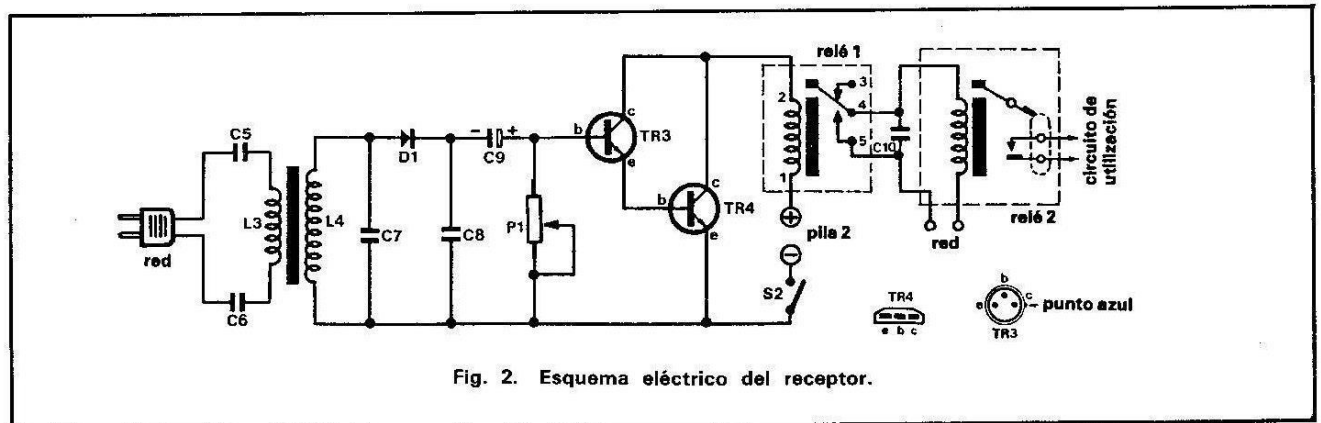 C5
C6
red
L3
L4
C7
D1
C8
- C9 +
P1
b
c
TR3
e
b
c
TR4
e
relé 1
2
1
3
4
5
+
pila 2
-
S2
C10
red
relé 2
circuito de
utilización
TR4
e b c
b
e c punto azul
TR3
Fig. 2. Esquema eléctrico del receptor.